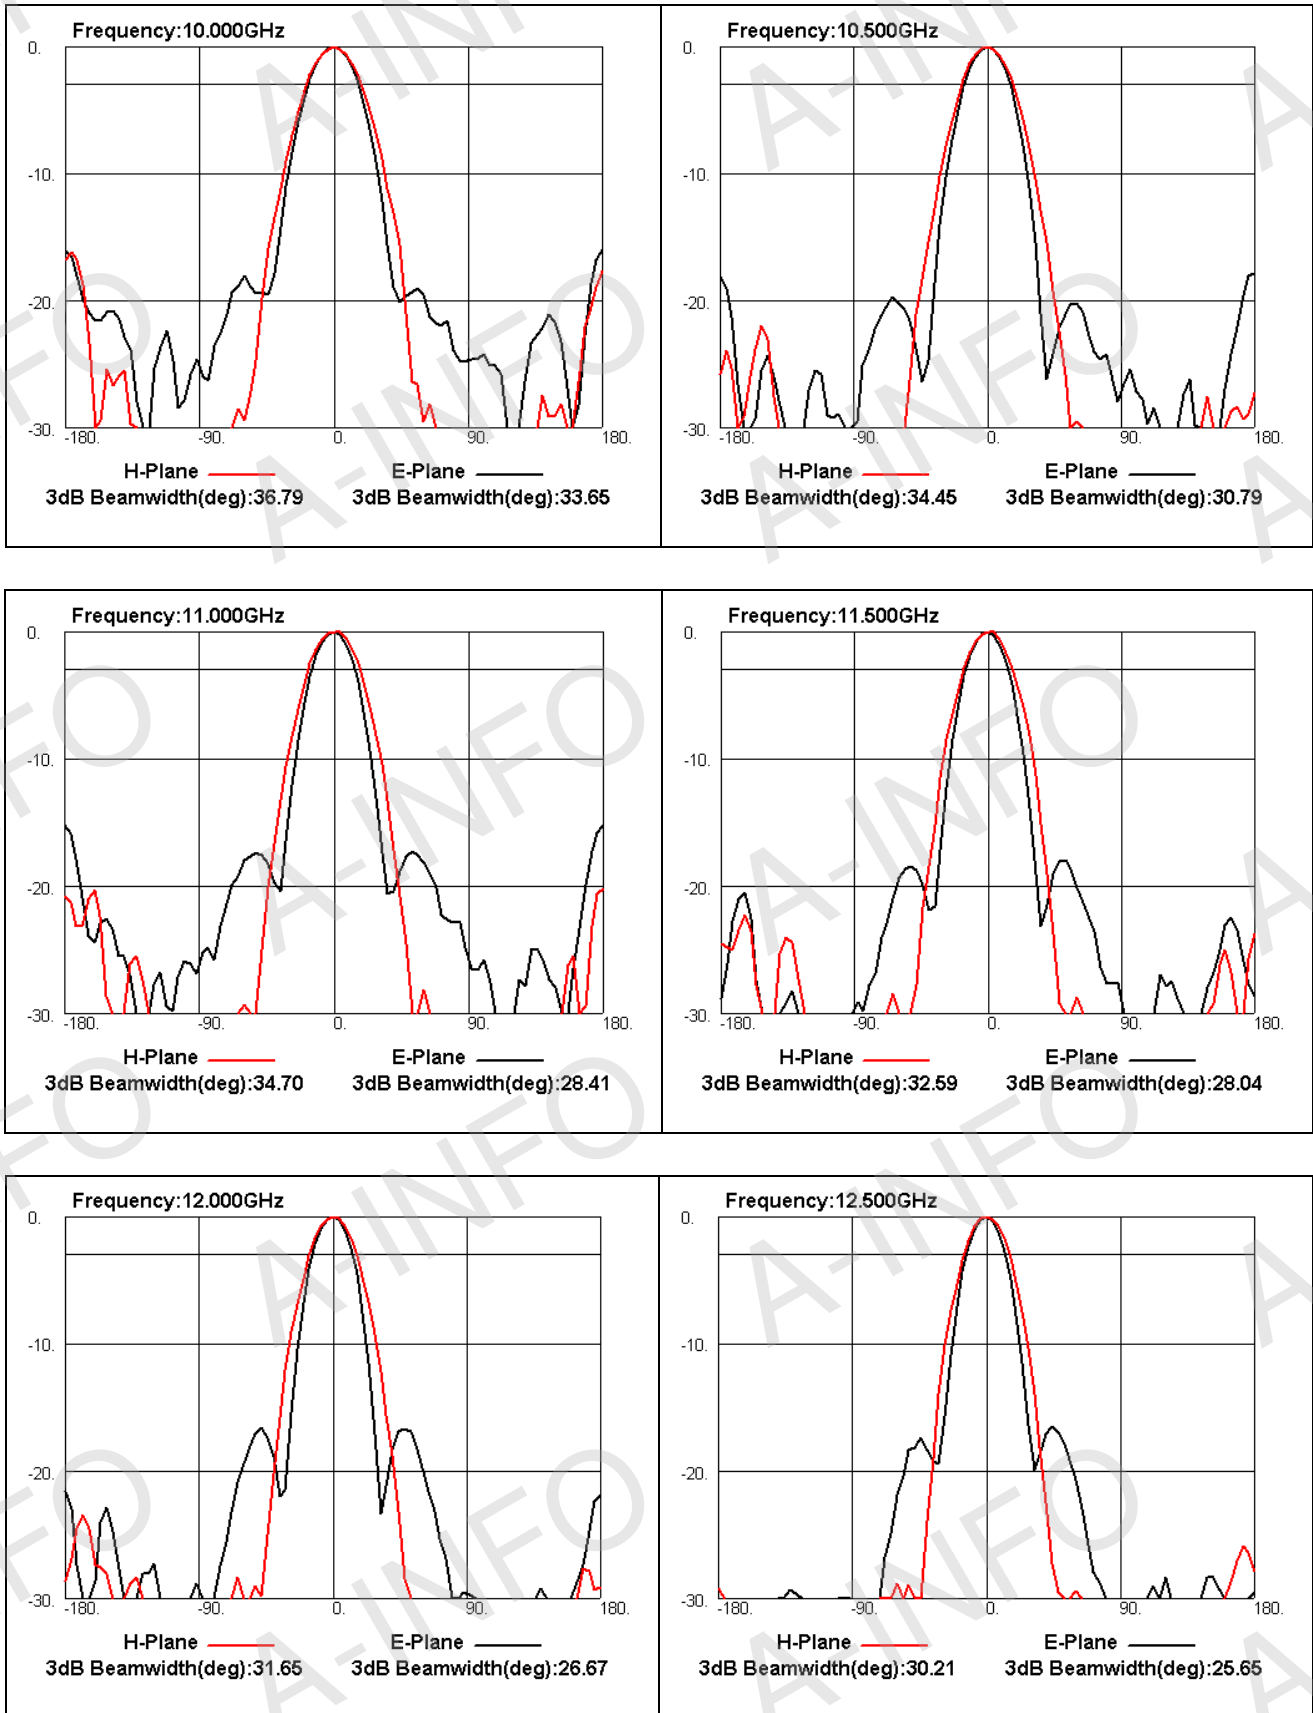 Frequency:10.000GHz
0.
-10.
-20.
-30.
-180. -90. 0. 90. 180.
H-Plane E-Plane
3dB Beamwidth(deg):36.79 3dB Beamwidth(deg):33.65
Frequency:10.500GHz
0.
-10.
-20.
-30.
-180. -90. 0. 90. 180.
H-Plane E-Plane
3dB Beamwidth(deg):34.45 3dB Beamwidth(deg):30.79
Frequency:11.000GHz
0.
-10.
-20.
-30.
-180. -90. 0. 90. 180.
H-Plane E-Plane
3dB Beamwidth(deg):34.70 3dB Beamwidth(deg):28.41
Frequency:11.500GHz
0.
-10.
-20.
-30.
-180. -90. 0. 90. 180.
H-Plane E-Plane
3dB Beamwidth(deg):32.59 3dB Beamwidth(deg):28.04
Frequency:12.000GHz
0.
-10.
-20.
-30.
-180. -90. 0. 90. 180.
H-Plane E-Plane
3dB Beamwidth(deg):31.65 3dB Beamwidth(deg):26.67
Frequency:12.500GHz
0.
-10.
-20.
-30.
-180. -90. 0. 90. 180.
H-Plane E-Plane
3dB Beamwidth(deg):30.21 3dB Beamwidth(deg):25.65
A-INFO
A-INFO
A-INFO
A-INFO
A-INFO
A-INFO
A-INFO
A-INFO